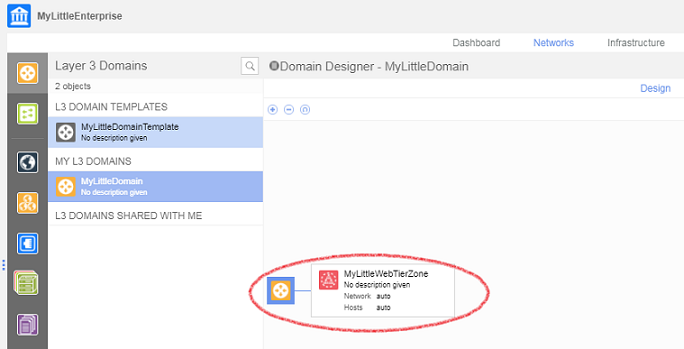 MyLittleEnterprise
Dashboard Networks Infrastructure
Layer 3 Domains
Domain Designer - MyLittleDomain
2 objects
Design
L3 DOMAIN TEMPLATES
MyLittleDomainTemplate
No description given
MY L3 DOMAINS
MyLittleDomain
No description given
L3 DOMAINS SHARED WITH ME
MyLittleWebTierZone
No description given
Network auto
Hosts auto